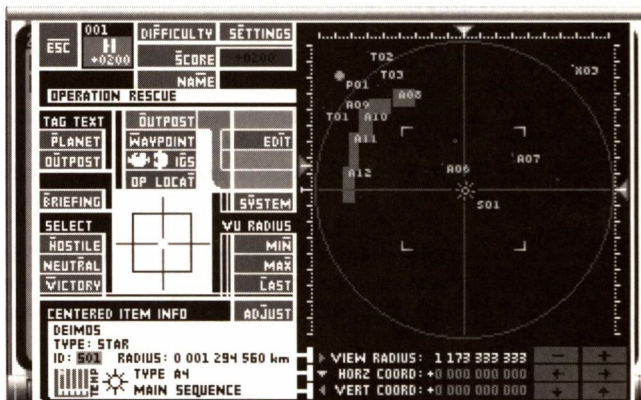 ESC
001
+0200
DIFFICULTY SETTINGS
SCORE +0200
NAME
OPERATION RESCUE
TAG TEXT
PLANET
OUTPOST
BRIEFING
OUTPOST
WAYPOINT
IGS
OP LOCAT
EDIT
SYSTEM
SELECT
HOSTILE
NEUTRAL
VICTORY
VU RADIUS
MIN
MAX
LAST
CENTERED ITEM INFO ADJUST
DEIMOS
TYPE: STAR
ID: S01 RADIUS: 0 001 294 560 km
TEMP
TYPE A4
MAIN SEQUENCE
T02
T03
P01
X03
A08
A09
T01
A10
A11
A12
A06
A07
S01
VIEW RADIUS: 1 173 333 333
HORZ COORD: +0 000 000 000
VERT COORD: +0 000 000 000